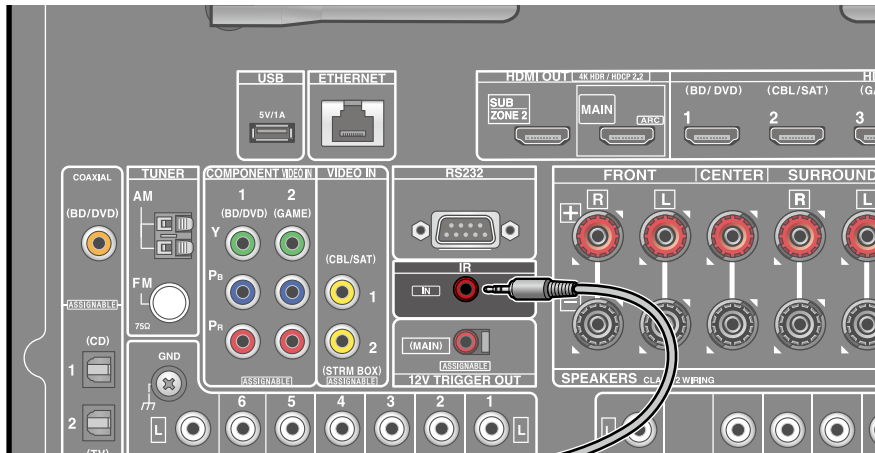 USB
5V/1A
ETHERNET
HDMI OUT
4K HDR / HDCP 2.2
SUB
ZONE 2
MAIN
ARC
(BD/DVD)
1
(CBL/SAT)
2
3
COAXIAL
(BD/DVD)
ASSIGNABLE
(CD)
1
2
(TV)
TUNER
AM
FM
75Ω
GND
COMPONENT VIDEO IN
1
2
(BD/DVD)
(GAME)
Y
PB
PR
ASSIGNABLE
VIDEO IN
(CBL/SAT)
1
2
(STRM BOX)
ASSIGNABLE
RS232
IR
IN
(MAIN)
ASSIGNABLE
12V TRIGGER OUT
FRONT
CENTER
SURROUND
R
L
R
L
SPEAKERS
WIRING
6
5
4
3
2
1
L
L
L